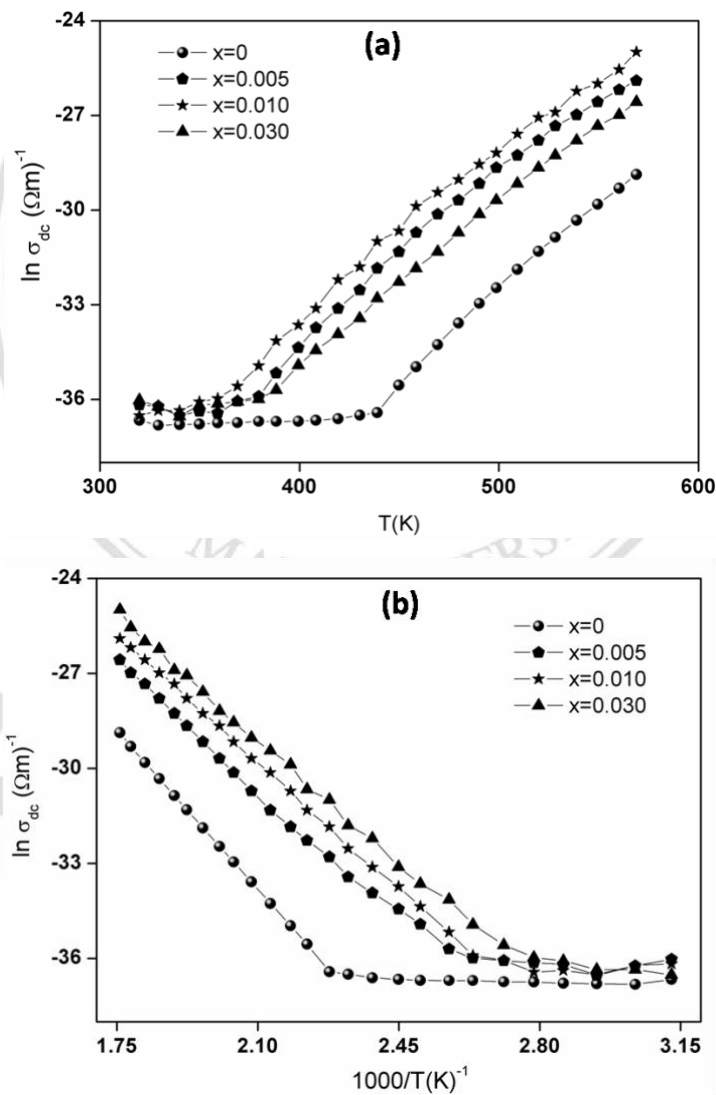 (a)
x=0
x=0.005
x=0.010
x=0.030
-24
-27
-30
-33
-36
ln σdc (Ωm)⁻¹
300
400
500
600
T(K)
(b)
x=0
x=0.005
x=0.010
x=0.030
-24
-27
-30
-33
-36
ln σdc (Ωm)⁻¹
1.75
2.10
2.45
2.80
3.15
1000/T(K)⁻¹